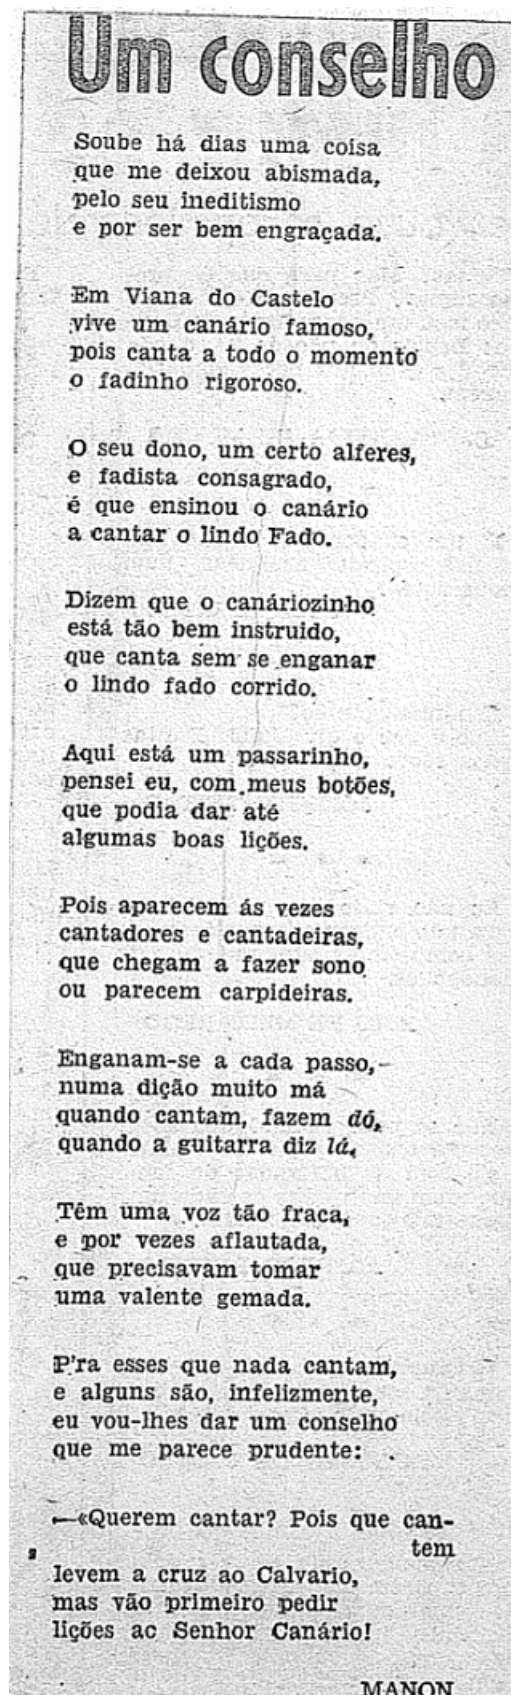 Um conselho
Soube há dias uma coisa
que me deixou abismada,
pelo seu ineditismo
e por ser bem engraçada.
Em Viana do Castelo
vive um canário famoso,
pois canta a todo o momento
o fadinho rigoroso.
O seu dono, um certo alferes,
e fadista consagrado,
é que ensinou o canário
a cantar o lindo Fado.
Dizem que o canáriozinho
está tão bem instruido,
que canta sem se enganar
o lindo fado corrido.
Aqui está um passarinho,
pensei eu, com meus botões,
que podia dar até
algumas boas lições.
Pois aparecem ás vezes
cantadores e cantadeiras,
que chegam a fazer sono
ou parecem carpideiras.
Enganam-se a cada passo,
numa dição muito má
quando cantam, fazem dó,
quando a guitarra diz lá,
Têm uma voz tão fraca,
e por vezes aflautada,
que precisavam tomar
uma valente gemada.
P'ra esses que nada cantam,
e alguns são, infelizmente,
eu vou-lhes dar um conselho
que me parece prudente:
—«Querem cantar? Pois que can-
tem
levem a cruz ao Calvario,
mas vão primeiro pedir
lições ao Senhor Canário!
MANON